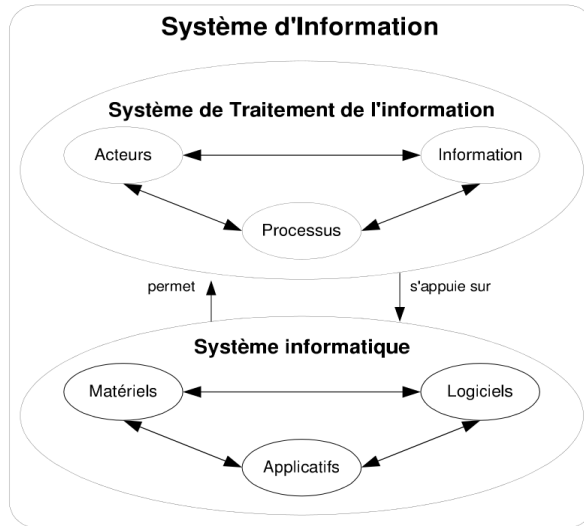 Système d'Information
Système de Traitement de l'information
Acteurs
Information
Processus
permet
s'appuie sur
Système informatique
Matériels
Logiciels
Applicatifs